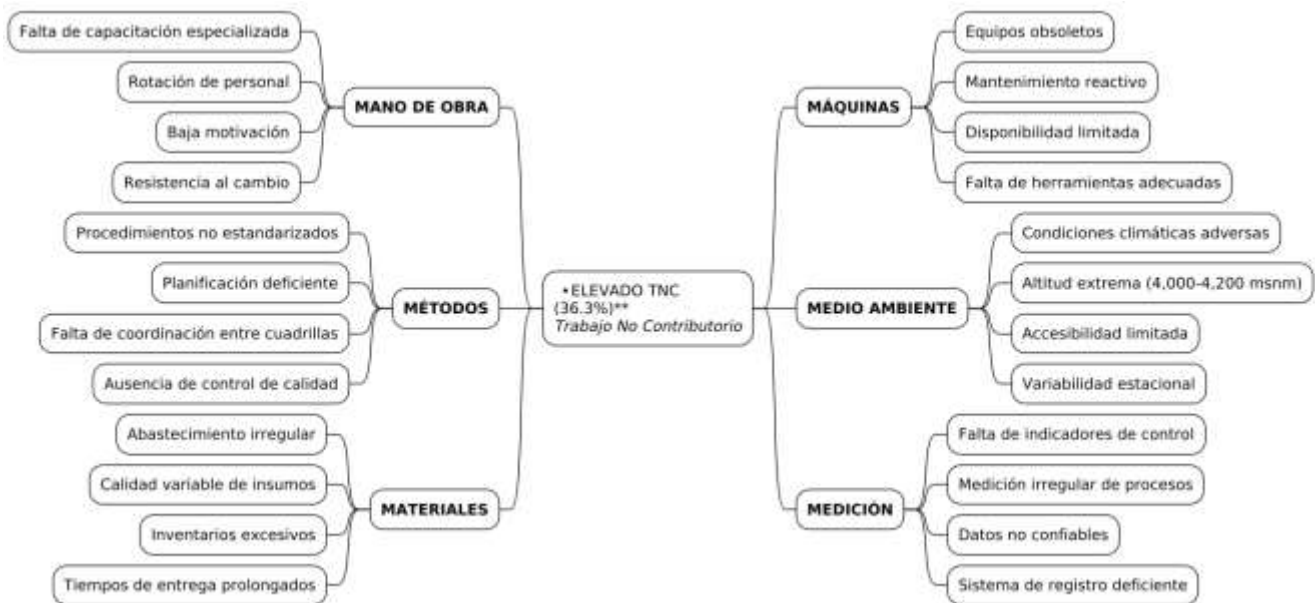 Falta de capacitación especializada
Rotación de personal
Baja motivación
Resistencia al cambio
MANO DE OBRA
Procedimientos no estandarizados
Planificación deficiente
Falta de coordinación entre cuadrillas
Ausencia de control de calidad
MÉTODOS
Abastecimiento irregular
Calidad variable de insumos
Inventarios excesivos
Tiempos de entrega prolongados
MATERIALES
•ELEVADO TNC
(36.3%)**
Trabajo No Contributorio
MÁQUINAS
Equipos obsoletos
Mantenimiento reactivo
Disponibilidad limitada
Falta de herramientas adecuadas
MEDIO AMBIENTE
Condiciones climáticas adversas
Altitud extrema (4,000-4,200 msnm)
Accesibilidad limitada
Variabilidad estacional
MEDICIÓN
Falta de indicadores de control
Medición irregular de procesos
Datos no confiables
Sistema de registro deficiente